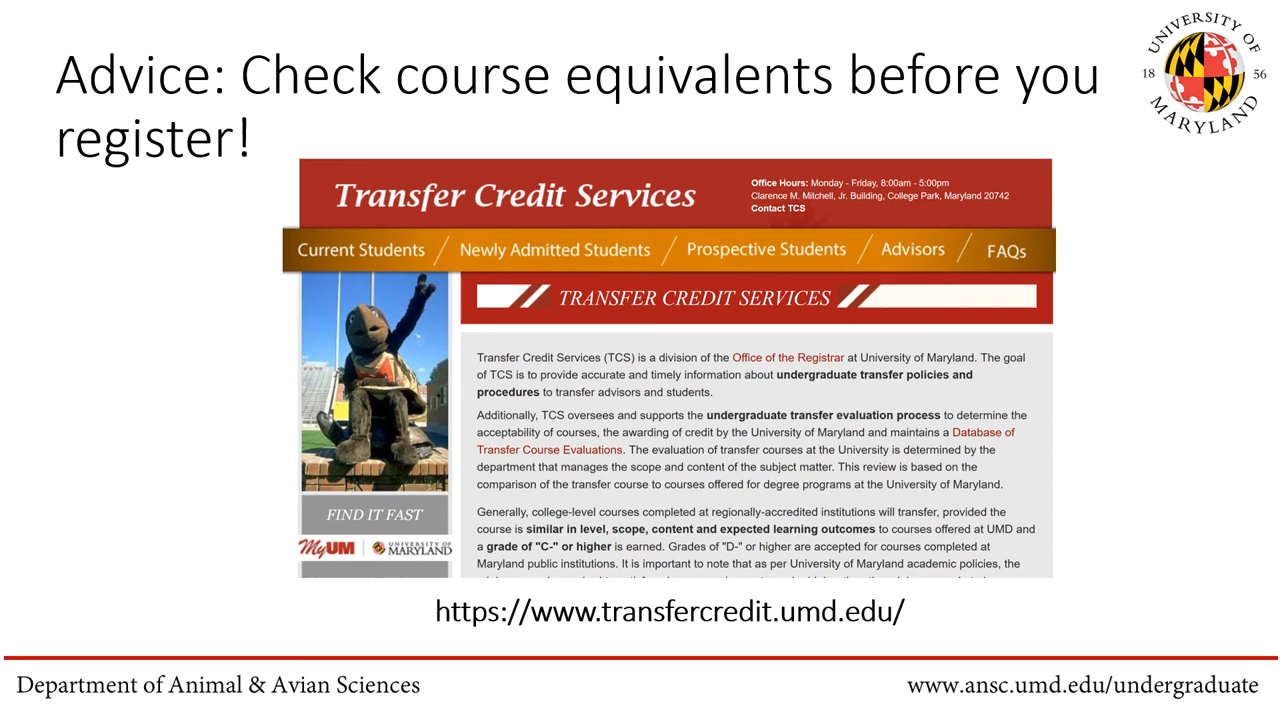 Advice: Check course equivalents before you
register!
UNIVERSITY OF
18 56
MARYLAND
Transfer Credit Services
Office Hours: Monday - Friday, 8:00am - 5:00pm
Clarence M. Mitchell, Jr. Building, College Park, Maryland 20742
Contact TCS
Current Students / Newly Admitted Students / Prospective Students / Advisors / FAQs
TRANSFER CREDIT SERVICES
Transfer Credit Services (TCS) is a division of the Office of the Registrar at University of Maryland. The goal
of TCS is to provide accurate and timely information about undergraduate transfer policies and
procedures to transfer advisors and students.
Additionally, TCS oversees and supports the undergraduate transfer evaluation process to determine the
acceptability of courses, the awarding of credit by the University of Maryland and maintains a Database of
Transfer Course Evaluations. The evaluation of transfer courses at the University is determined by the
department that manages the scope and content of the subject matter. This review is based on the
comparison of the transfer course to courses offered for degree programs at the University of Maryland.
Generally, college-level courses completed at regionally-accredited institutions will transfer, provided the
course is similar in level, scope, content and expected learning outcomes to courses offered at UMD and
a grade of "C-" or higher is earned. Grades of "D-" or higher are accepted for courses completed at
Maryland public institutions. It is important to note that as per University of Maryland academic policies, the
FIND IT FAST
MyUM
UNIVERSITY OF
MARYLAND
https://www.transfercredit.umd.edu/
Department of Animal & Avian Sciences
www.ansc.umd.edu/undergraduate